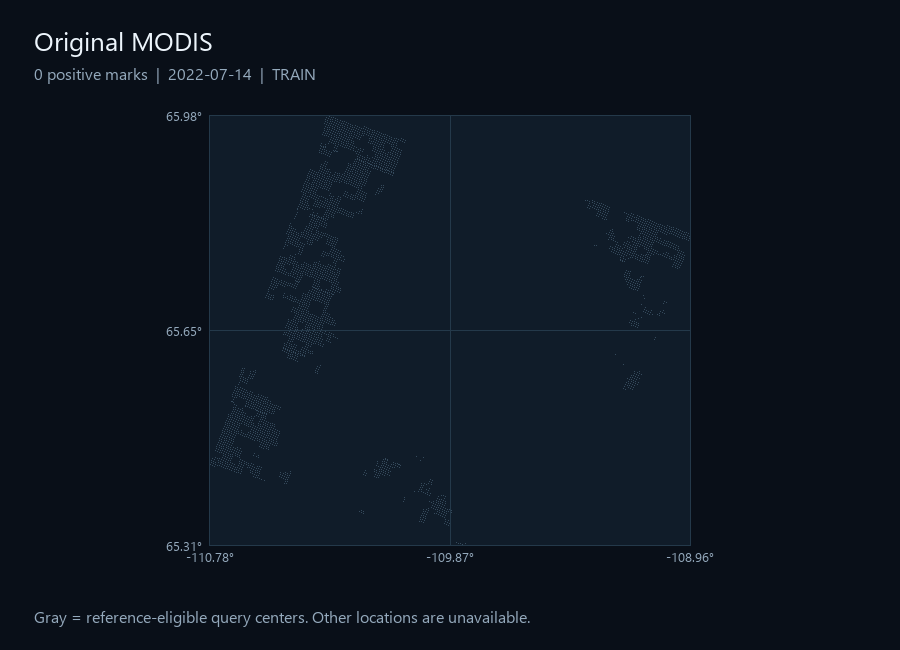 Original MODIS
0 positive marks | 2022-07-14 | TRAIN
65.98°
65.65°
65.31°
-110.78° -109.87° -108.96°
Gray = reference-eligible query centers. Other locations are unavailable.